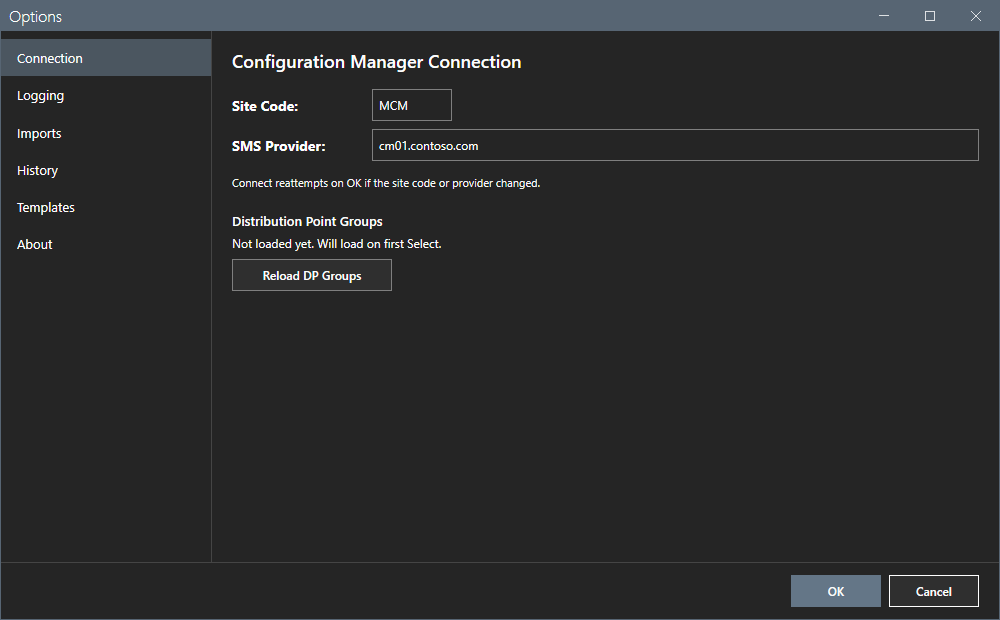 Options
Connection
Logging
Imports
History
Templates
About
Configuration Manager Connection
Site Code: MCM
SMS Provider: cm01.contoso.com
Connect reattempts on OK if the site code or provider changed.
Distribution Point Groups
Not loaded yet. Will load on first Select.
Reload DP Groups
OK Cancel